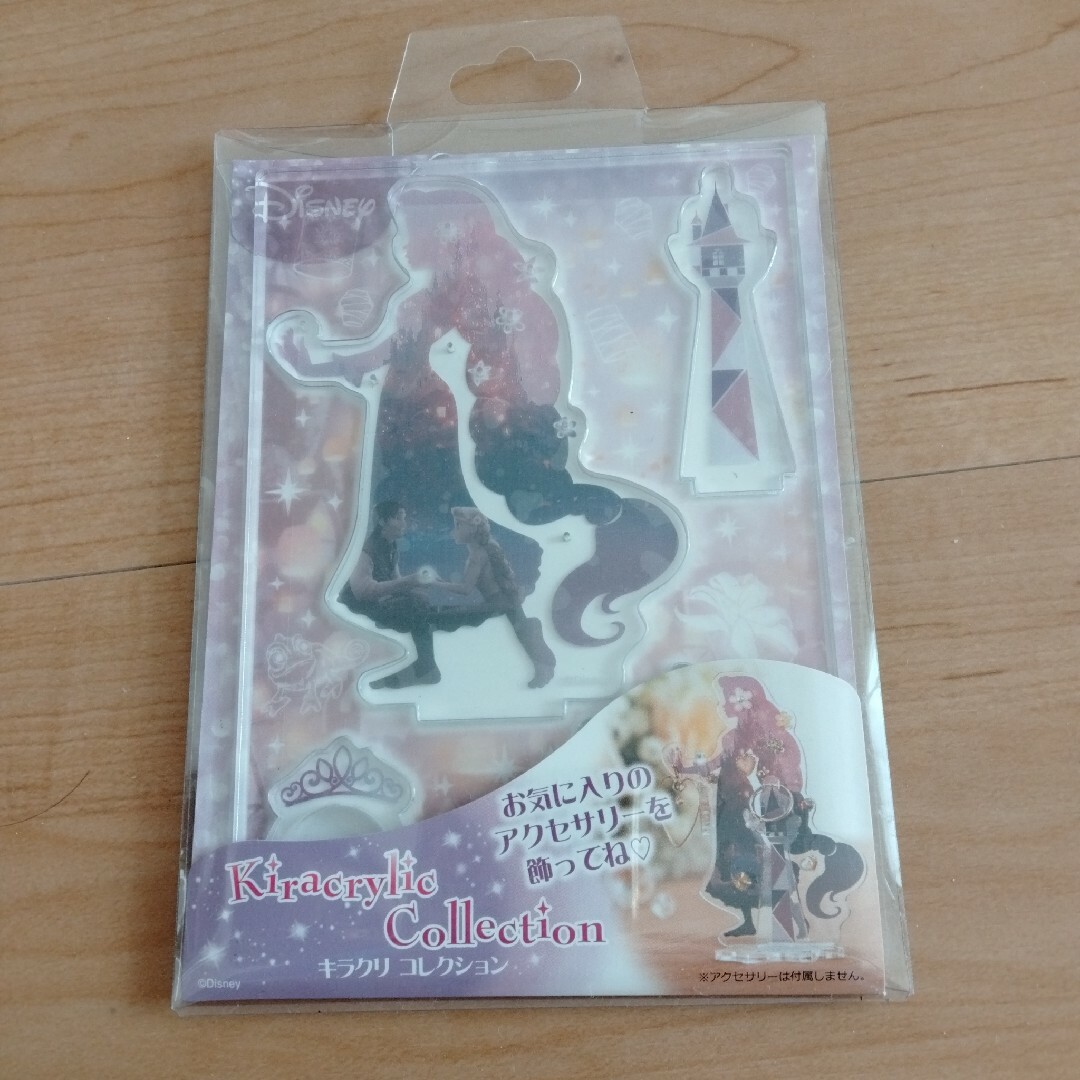 Disney
お気に入りの
アクセサリーを
飾ってね♡
Kiracrylic
Collection
キラクリ コレクション
©Disney
※アクセサリーは付属しません。